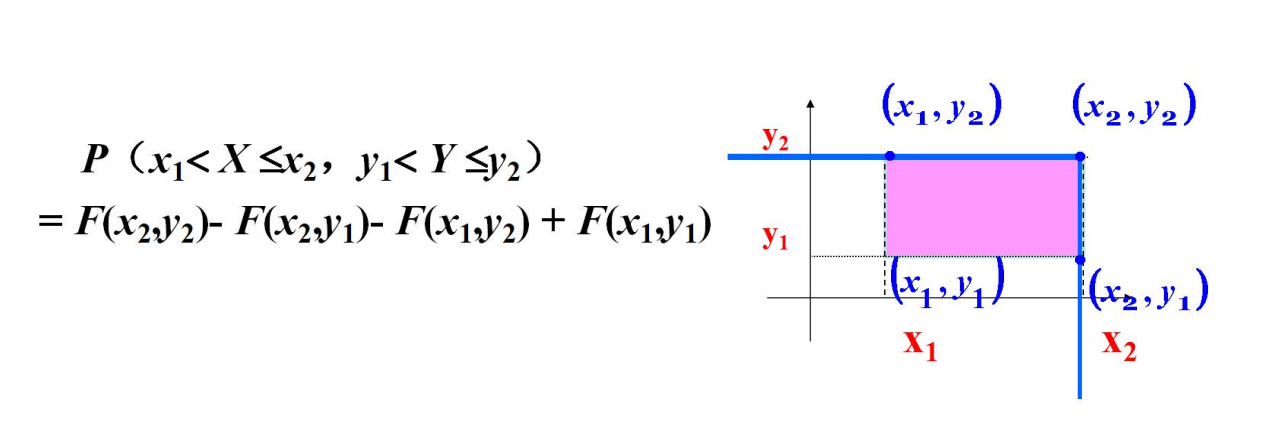 P（x₁< X ≤x₂，y₁< Y ≤y₂）
= F(x₂,y₂)- F(x₂,y₁)- F(x₁,y₂) + F(x₁,y₁)
(x₁, y₂) (x₂, y₂)
y₂
y₁
(x₁, y₁) (x₂, y₁)
x₁ x₂